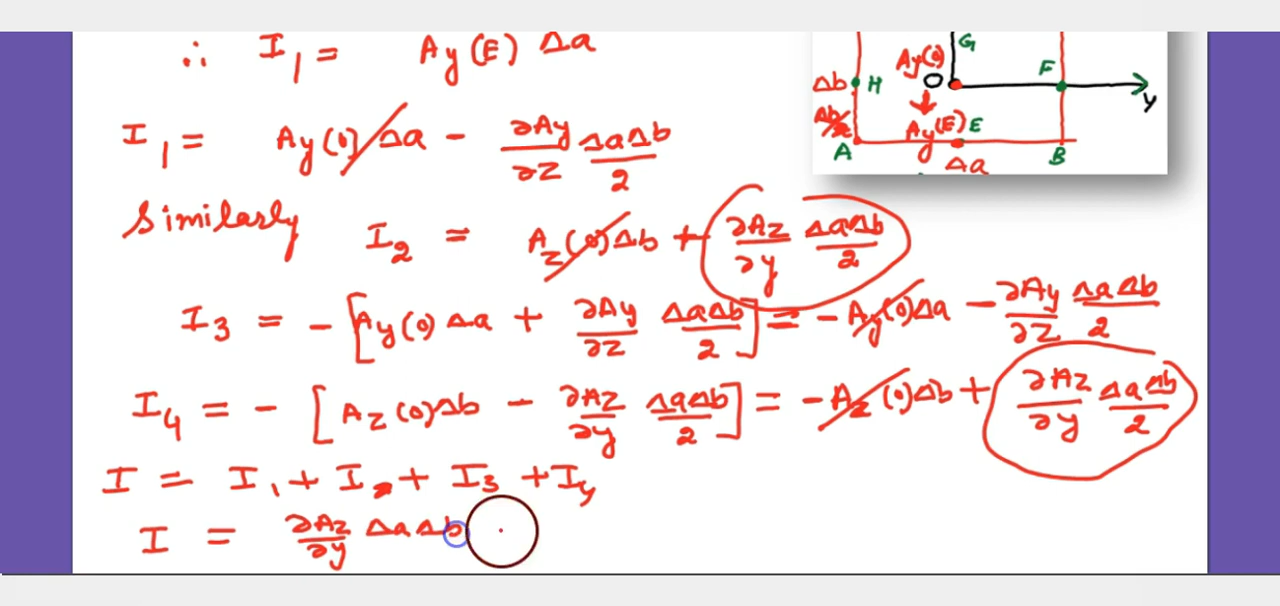 ∴ I₁ = Ay(E) Δa
I₁ = Ay(0)Δa - ∂Ay/∂z ΔaΔb/2
Similarly I₂ = Az(0)Δb + ∂Az/∂y ΔaΔb/2
I₃ = - [Ay(0)Δa + ∂Ay/∂z ΔaΔb/2] = - Ay(0)Δa - ∂Ay/∂z ΔaΔb/2
I₄ = - [Az(0)Δb - ∂Az/∂y ΔaΔb/2] = - Az(0)Δb + ∂Az/∂y ΔaΔb/2
I = I₁ + I₂ + I₃ + I₄
I = ∂Az/∂y ΔaΔb
G
Ay(0)
Δb H O F
y
Δb/2
Ay(E) E
A B
Δa